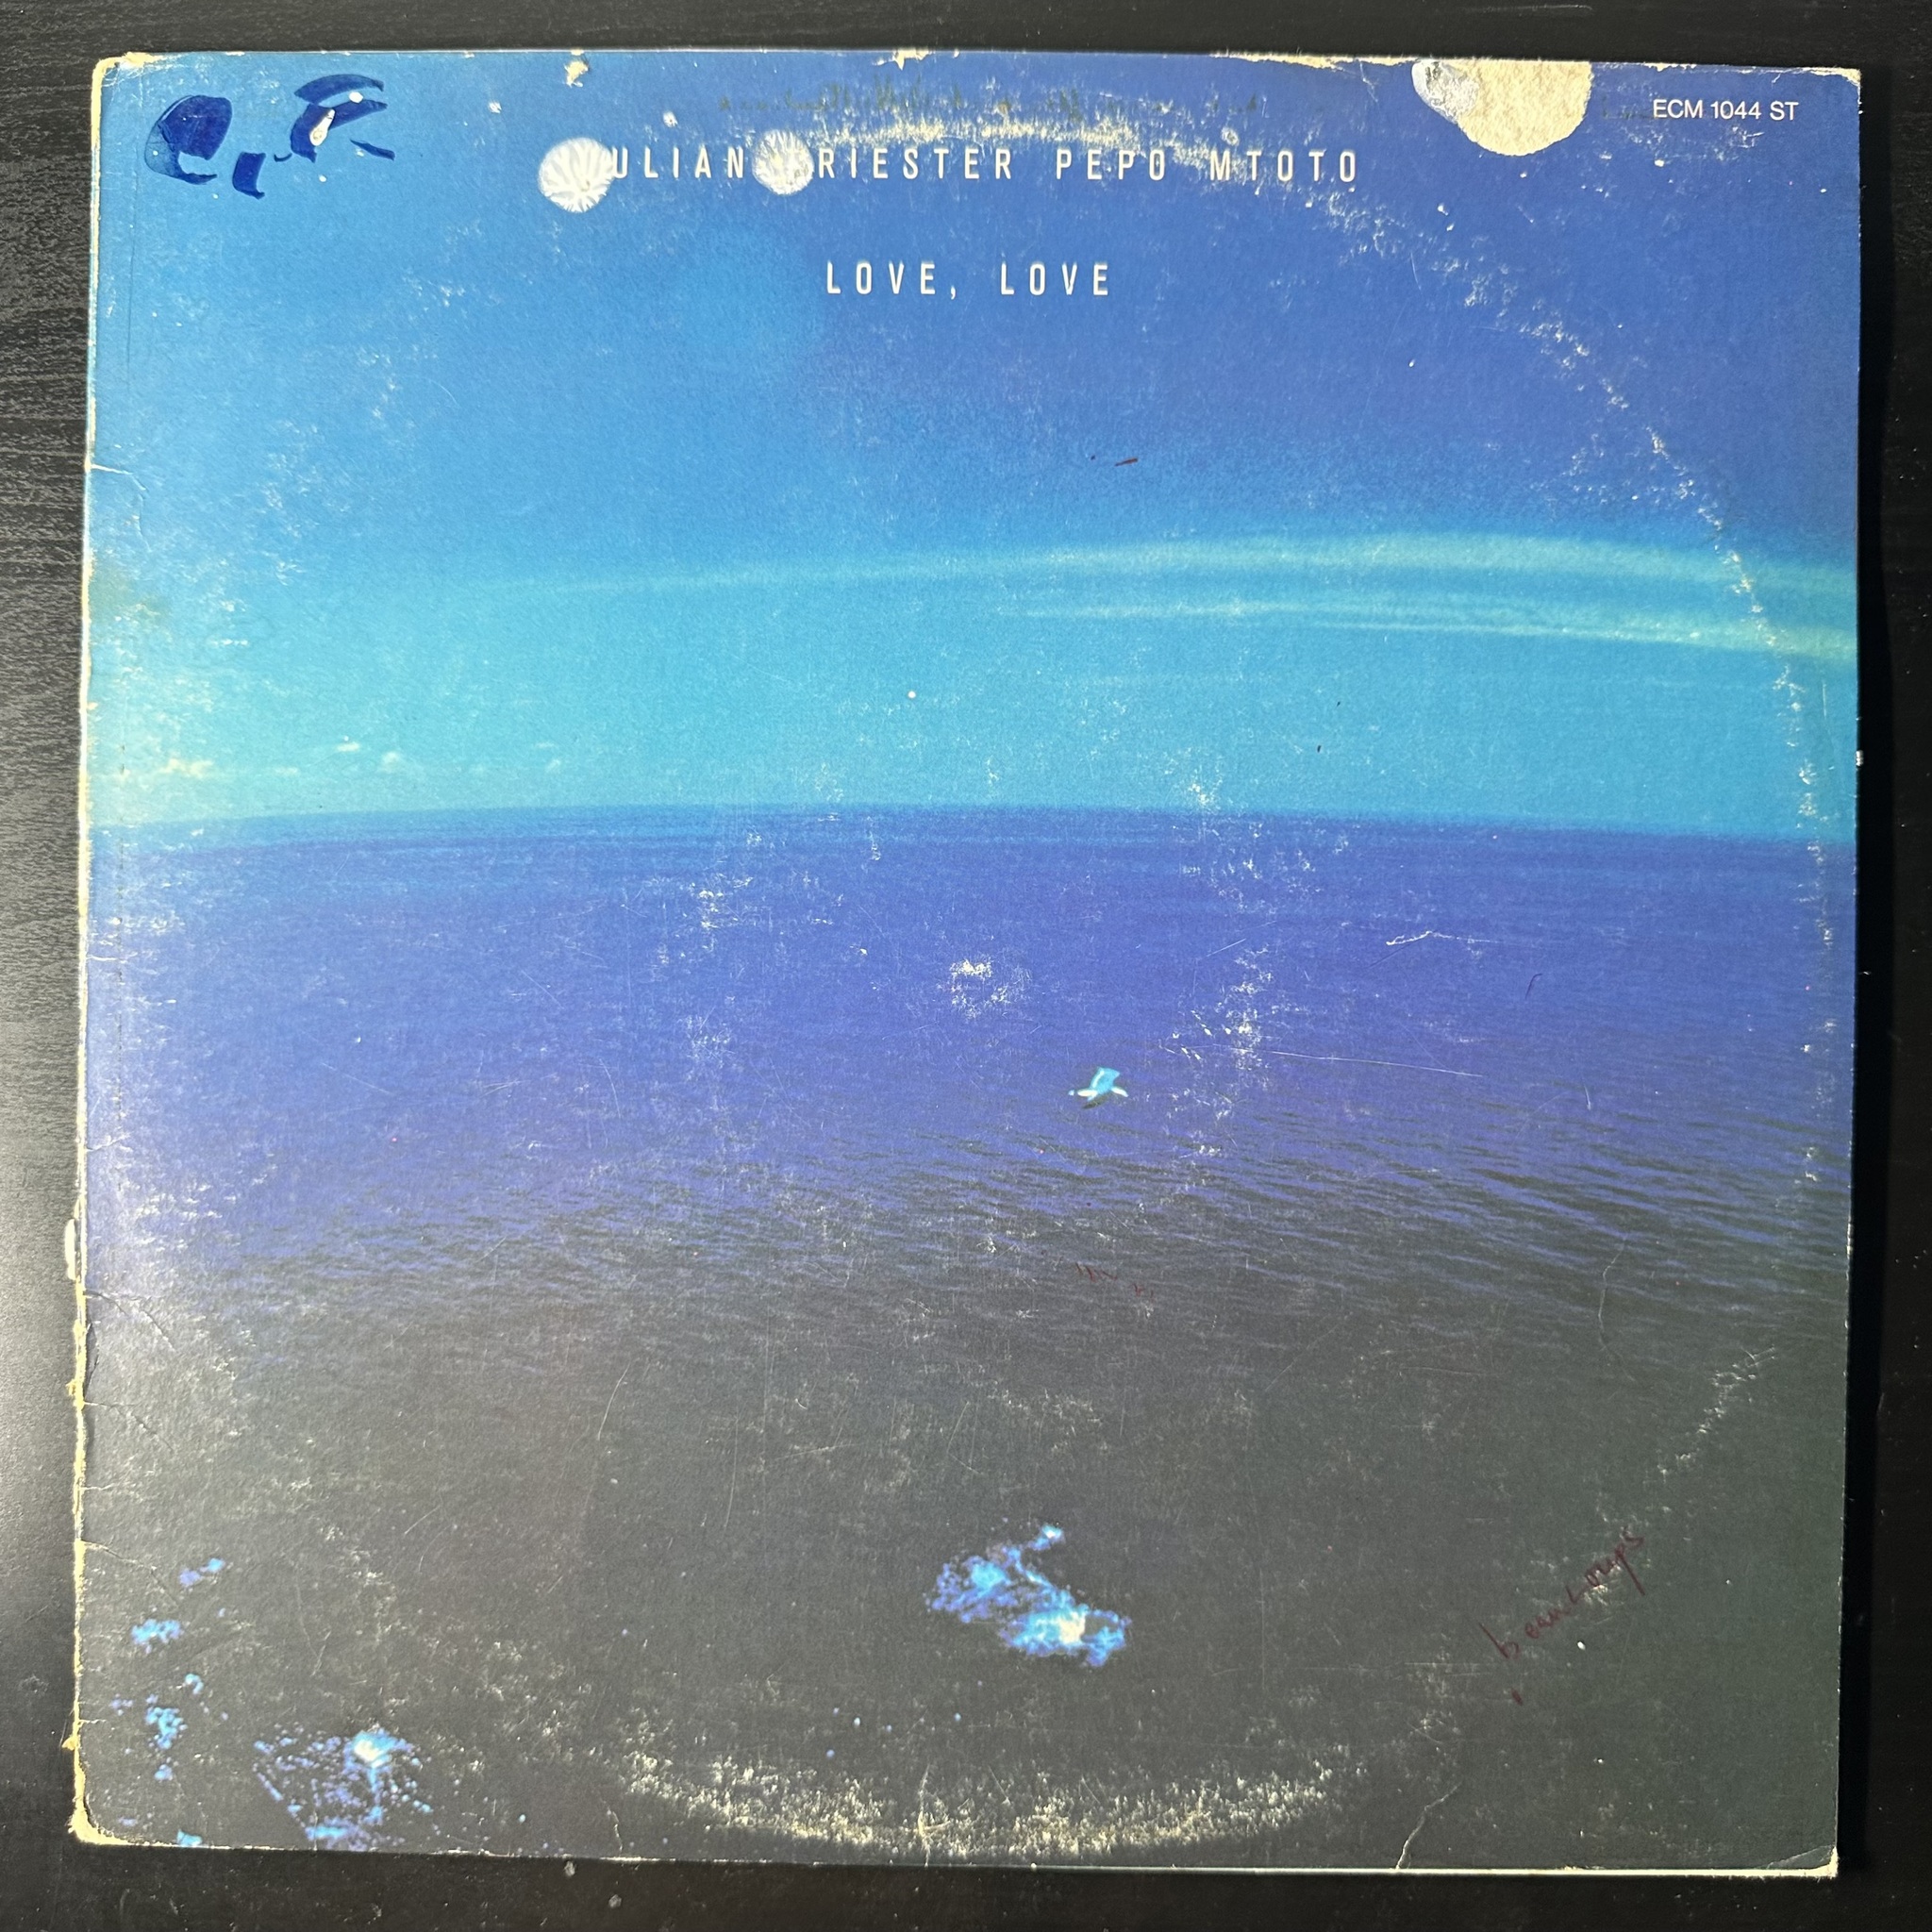 ECM 1044 ST
ULIAN RIESTER PEPO MTOTO
LOVE, LOVE